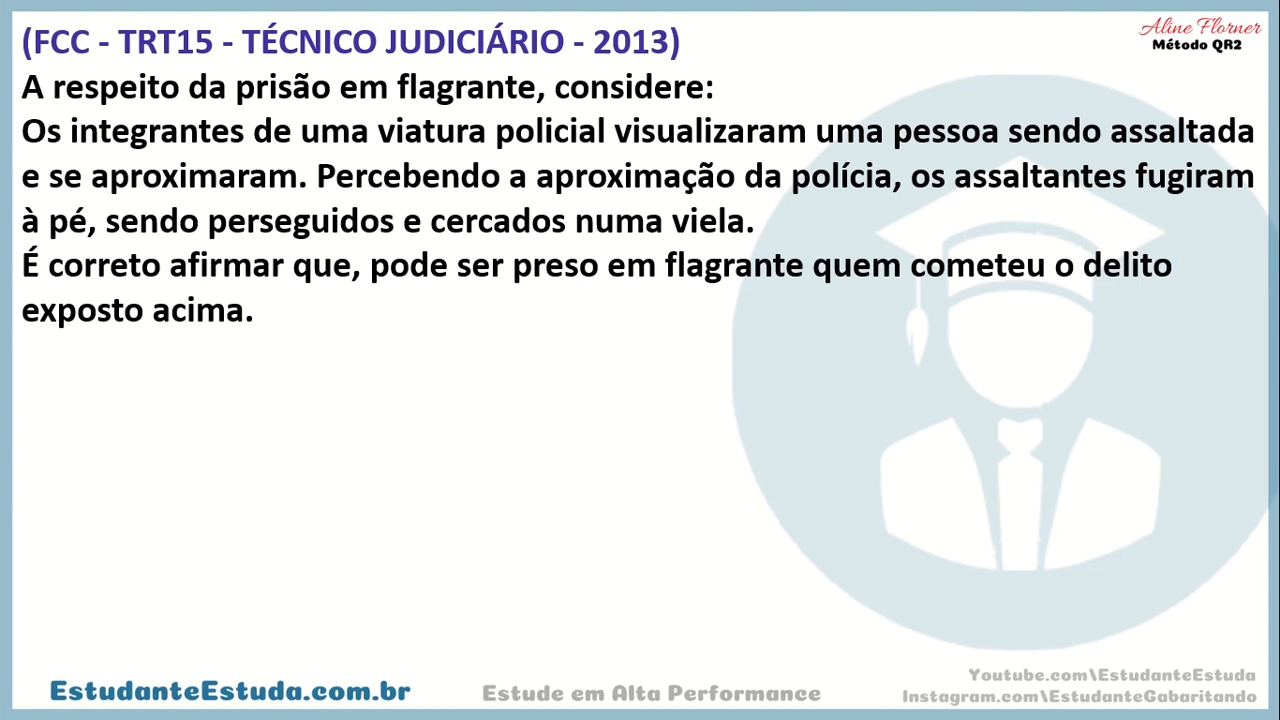 (FCC - TRT15 - TÉCNICO JUDICIÁRIO - 2013)
Aline Florner
Método QR2
A respeito da prisão em flagrante, considere:
Os integrantes de uma viatura policial visualizaram uma pessoa sendo assaltada
e se aproximaram. Percebendo a aproximação da polícia, os assaltantes fugiram
à pé, sendo perseguidos e cercados numa viela.
É correto afirmar que, pode ser preso em flagrante quem cometeu o delito
exposto acima.
EstudanteEstuda.com.br
Estude em Alta Performance
Youtube.com\EstudanteEstuda
Instagram.com\EstudanteGabaritando